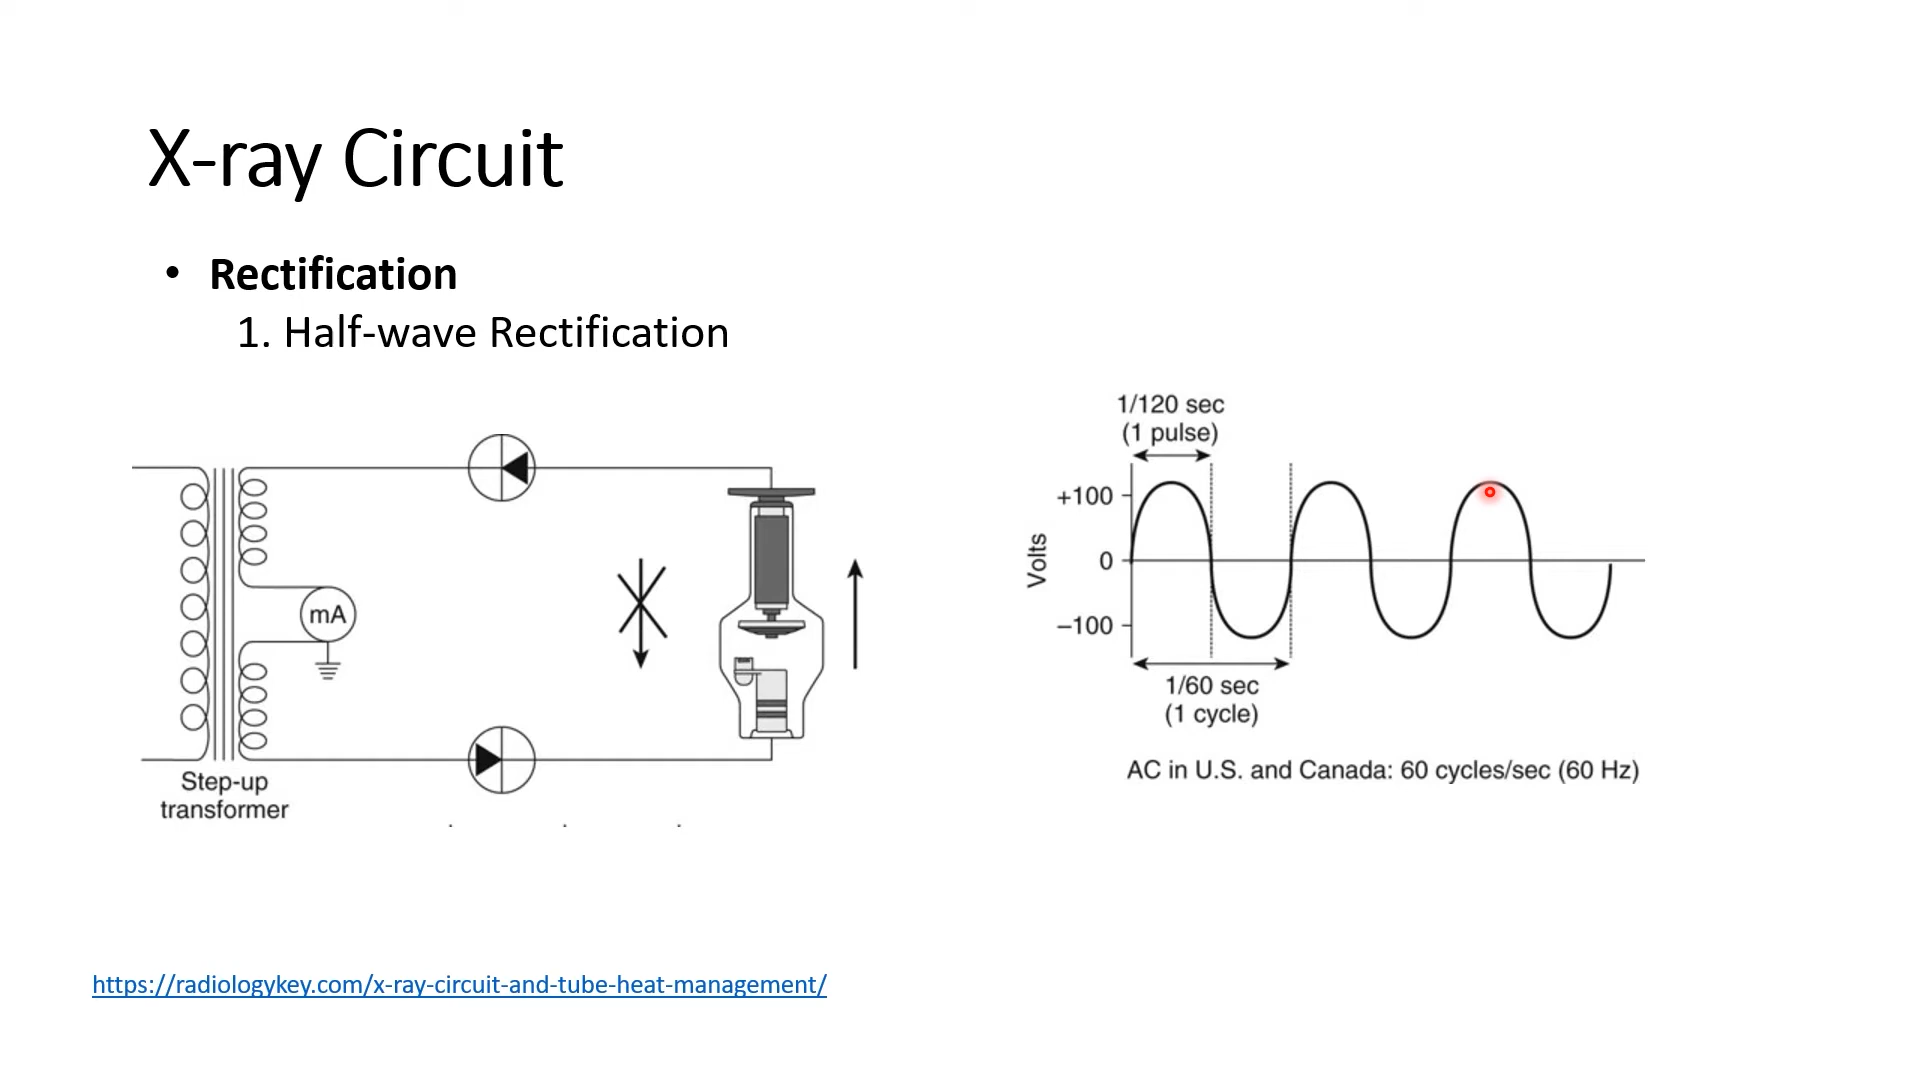 X-ray Circuit
• Rectification
1. Half-wave Rectification
mA
Step-up
transformer
1/120 sec
(1 pulse)
+100
0
–100
Volts
1/60 sec
(1 cycle)
AC in U.S. and Canada: 60 cycles/sec (60 Hz)
https://radiologykey.com/x-ray-circuit-and-tube-heat-management/